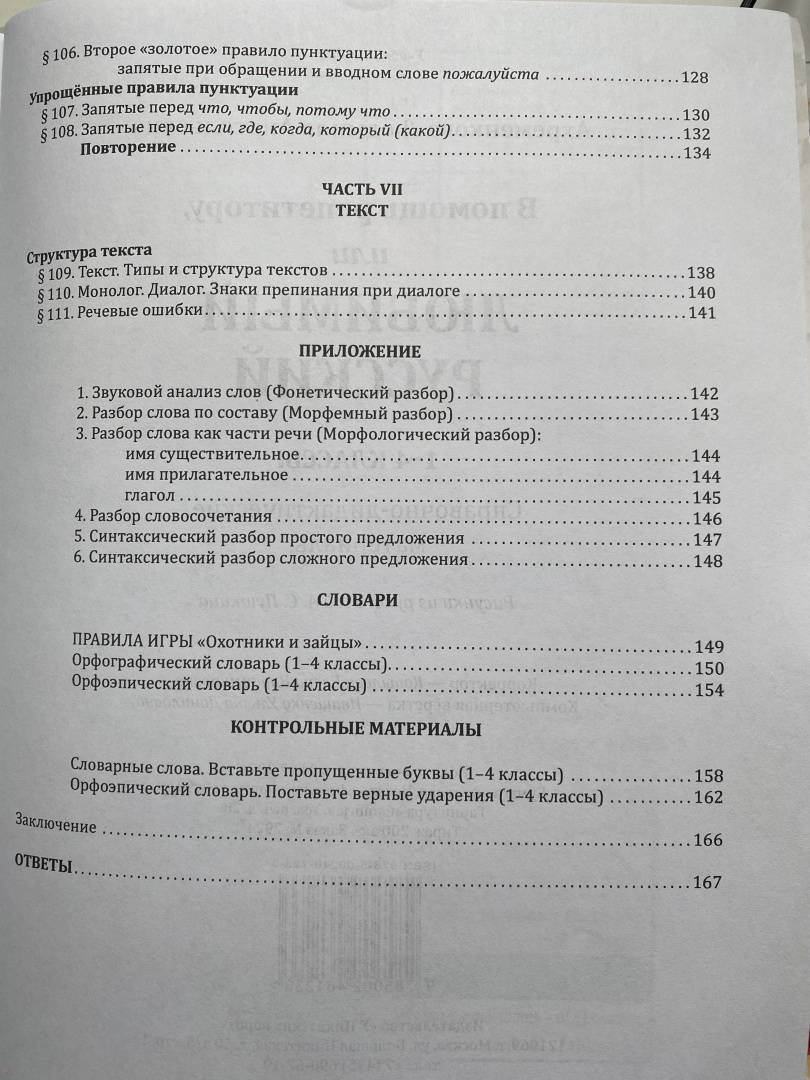 § 106. Второе «золотое» правило пунктуации:
запятые при обращении и вводном слове пожалуйста ..................... 128
Упрощённые правила пунктуации
§ 107. Запятые перед что, чтобы, потому что ............................................. 130
§ 108. Запятые перед если, где, когда, который (какой)................................... 132
Повторение ................................................................................. 134
ЧАСТЬ VII
ТЕКСТ
Структура текста
§ 109. Текст. Типы и структура текстов ..................................................... 138
§ 110. Монолог. Диалог. Знаки препинания при диалоге ................................. 140
§ 111. Речевые ошибки......................................................................... 141
ПРИЛОЖЕНИЕ
1. Звуковой анализ слов (Фонетический разбор) ................................... 142
2. Разбор слова по составу (Морфемный разбор) ................................... 143
3. Разбор слова как части речи (Морфологический разбор):
имя существительное............................................................ 144
имя прилагательное ............................................................. 144
глагол ............................................................................... 145
4. Разбор словосочетания ............................................................... 146
5. Синтаксический разбор простого предложения ................................. 147
6. Синтаксический разбор сложного предложения ................................. 148
СЛОВАРИ
ПРАВИЛА ИГРЫ «Охотники и зайцы» .................................................. 149
Орфографический словарь (1–4 классы)............................................... 150
Орфоэпический словарь (1–4 классы) ................................................. 154
КОНТРОЛЬНЫЕ МАТЕРИАЛЫ
Словарные слова. Вставьте пропущенные буквы (1–4 классы) ................... 158
Орфоэпический словарь. Поставьте верные ударения (1–4 классы) ............ 162
Заключение ....................................................................................... 166
ОТВЕТЫ............................................................................................ 167